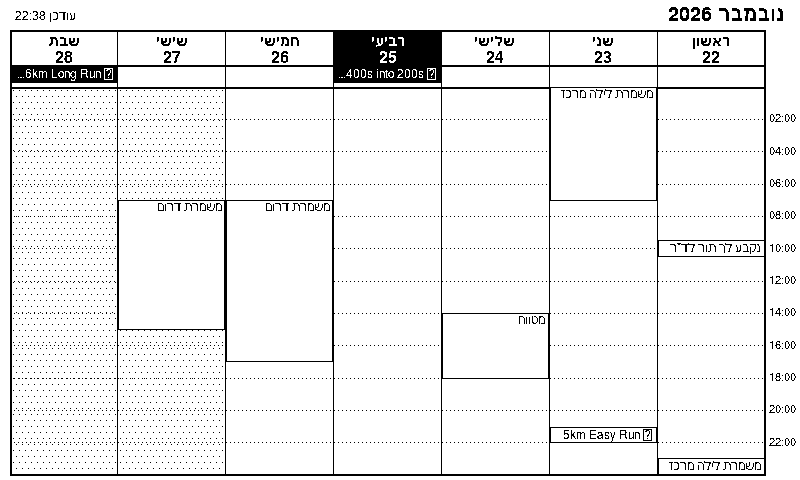 נובמבר 2026
עודכן 22:38
ראשון
22
שני
23
שלישי
24
רביעי
25
חמישי
26
שישי
27
שבת
28
400s into 200s...
6km Long Run...
משמרת לילה מרכז
02:00
04:00
06:00
משמרת דרום
משמרת דרום
08:00
נקבע לך תור לד"ר
10:00
12:00
מטווח
14:00
16:00
18:00
20:00
5km Easy Run
22:00
משמרת לילה מרכז